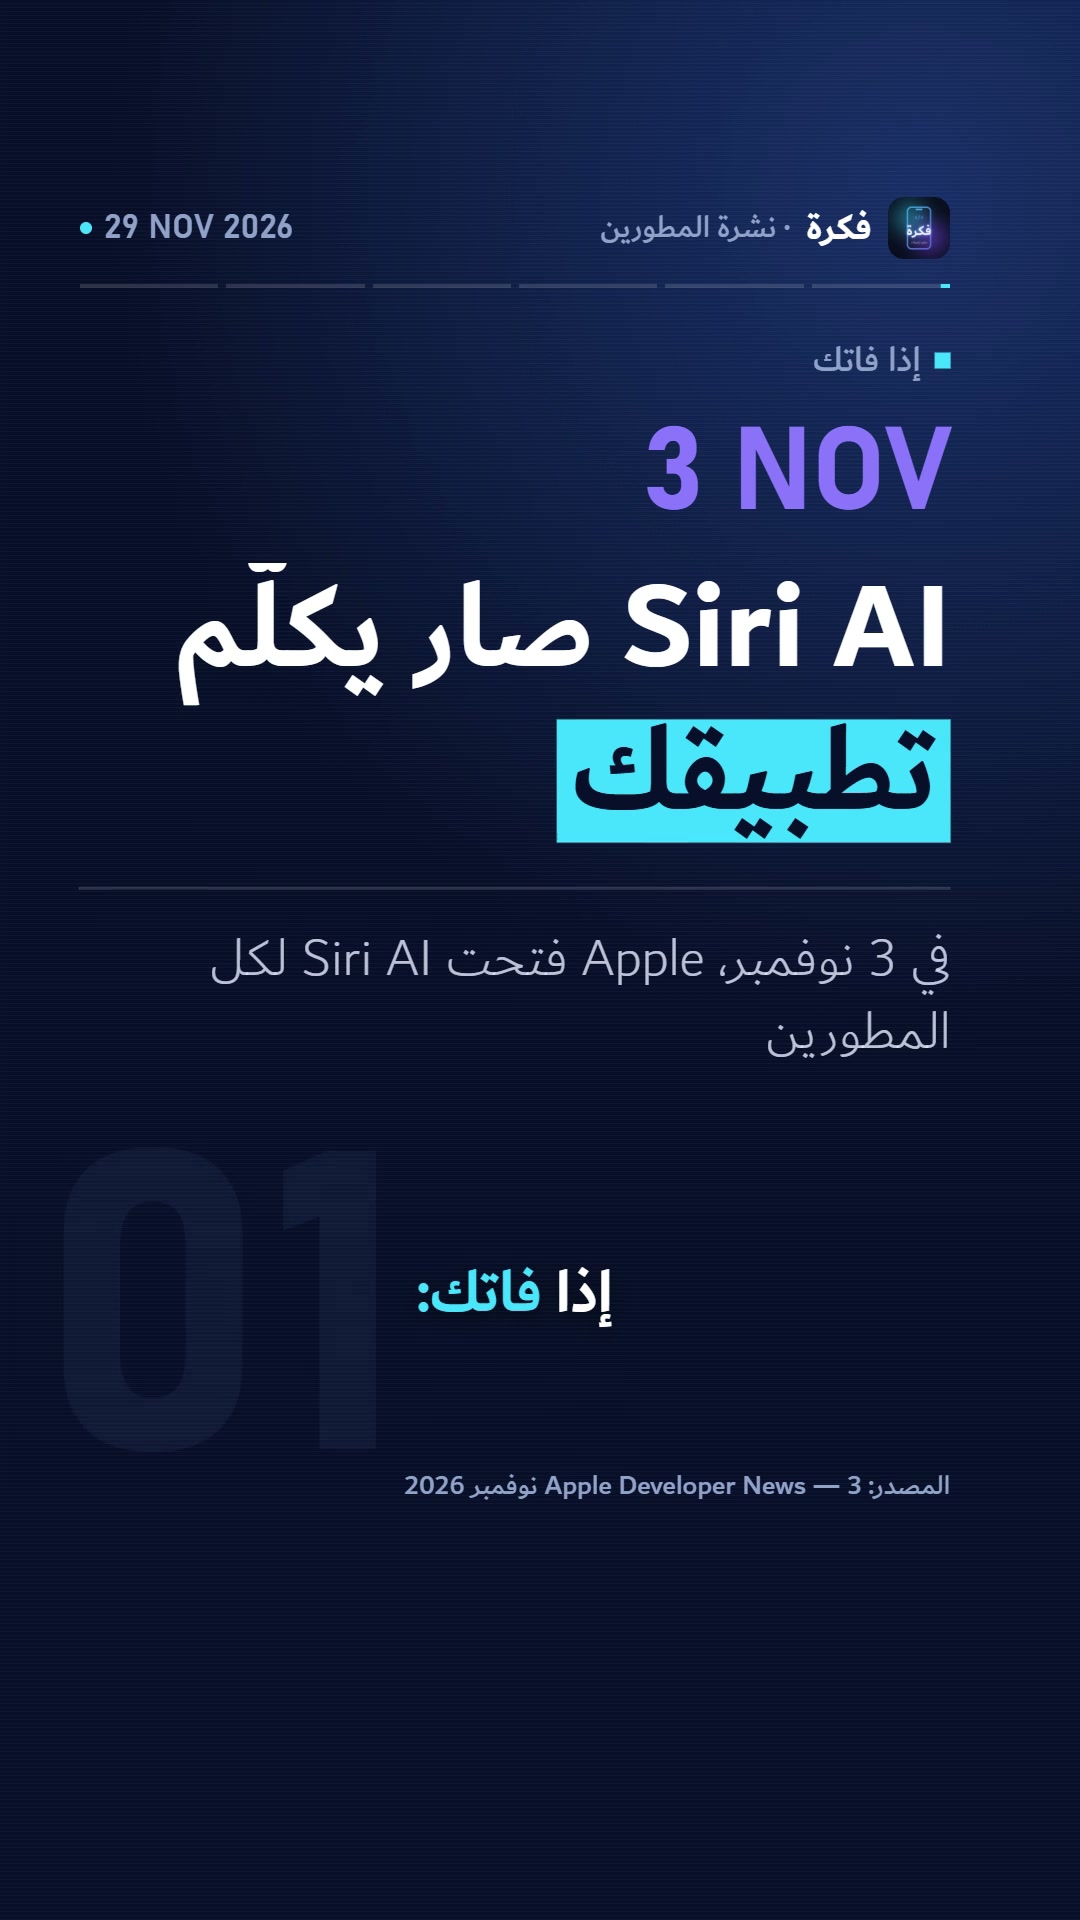 فكرة · نشرة المطورين
29 NOV 2026
إذا فاتك
3 NOV
Siri AI صار يكلّم
تطبيقك
في 3 نوفمبر، Apple فتحت Siri AI لكل
المطورين
01
إذا فاتك:
المصدر: Apple Developer News — 3 نوفمبر 2026